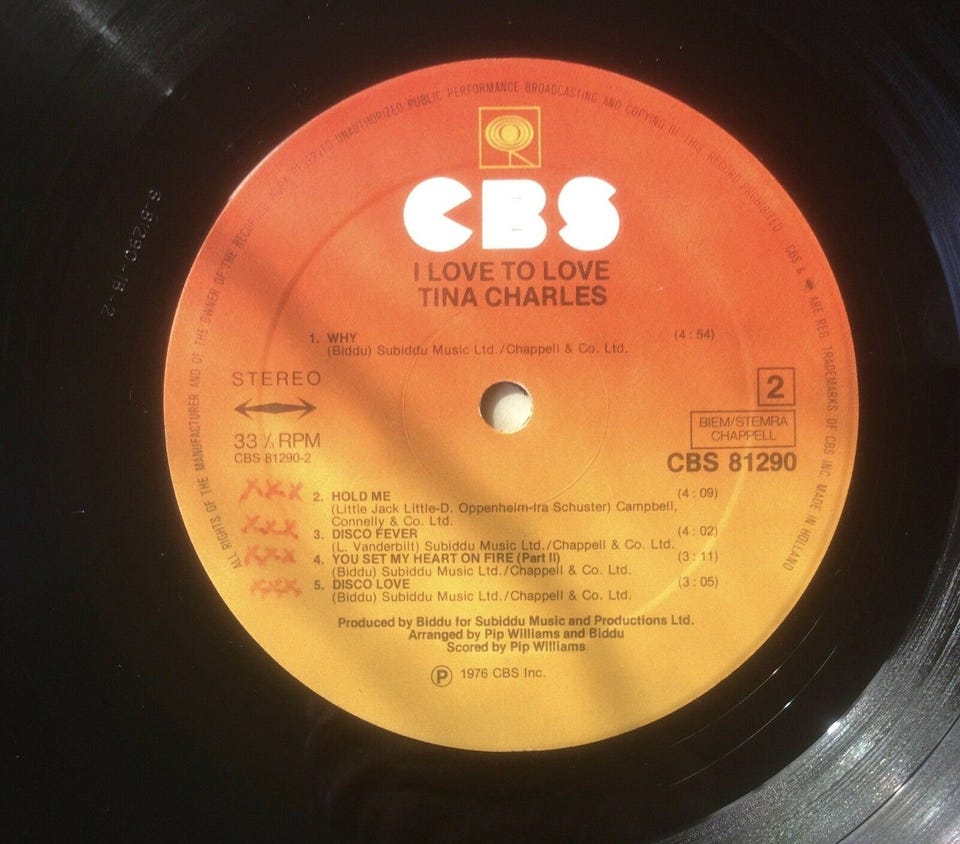 ALL RIGHTS OF THE MANUFACTURER AND OF THE OWNER OF THE RECORDED WORK RESERVED UNAUTHORIZED PUBLIC PERFORMANCE BROADCASTING AND COPYING OF THIS RECORD PROHIBITED
CBS & ARE REG. TRADEMARKS OF CBS INC MADE IN HOLLAND
CBS
I LOVE TO LOVE
TINA CHARLES
1. WHY (4:54)
(Biddu) Subiddu Music Ltd./Chappell & Co. Ltd.
STEREO
2
33 ⅓ RPM
CBS 81290-2
BIEM/STEMRA
CHAPPELL
CBS 81290
xxx 2. HOLD ME (4:09)
(Little Jack Little-D. Oppenheim-Ira Schuster) Campbell,
Connelly & Co. Ltd.
xxx 3. DISCO FEVER (4:02)
(L. Vanderbilt) Subiddu Music Ltd./Chappell & Co. Ltd.
xxx 4. YOU SET MY HEART ON FIRE (Part II) (3:11)
(Biddu) Subiddu Music Ltd./Chappell & Co. Ltd.
xxx 5. DISCO LOVE (3:05)
(Biddu) Subiddu Music Ltd./Chappell & Co. Ltd.
Produced by Biddu for Subiddu Music and Productions Ltd.
Arranged by Pip Williams and Biddu
Scored by Pip Williams
℗ 1976 CBS Inc.